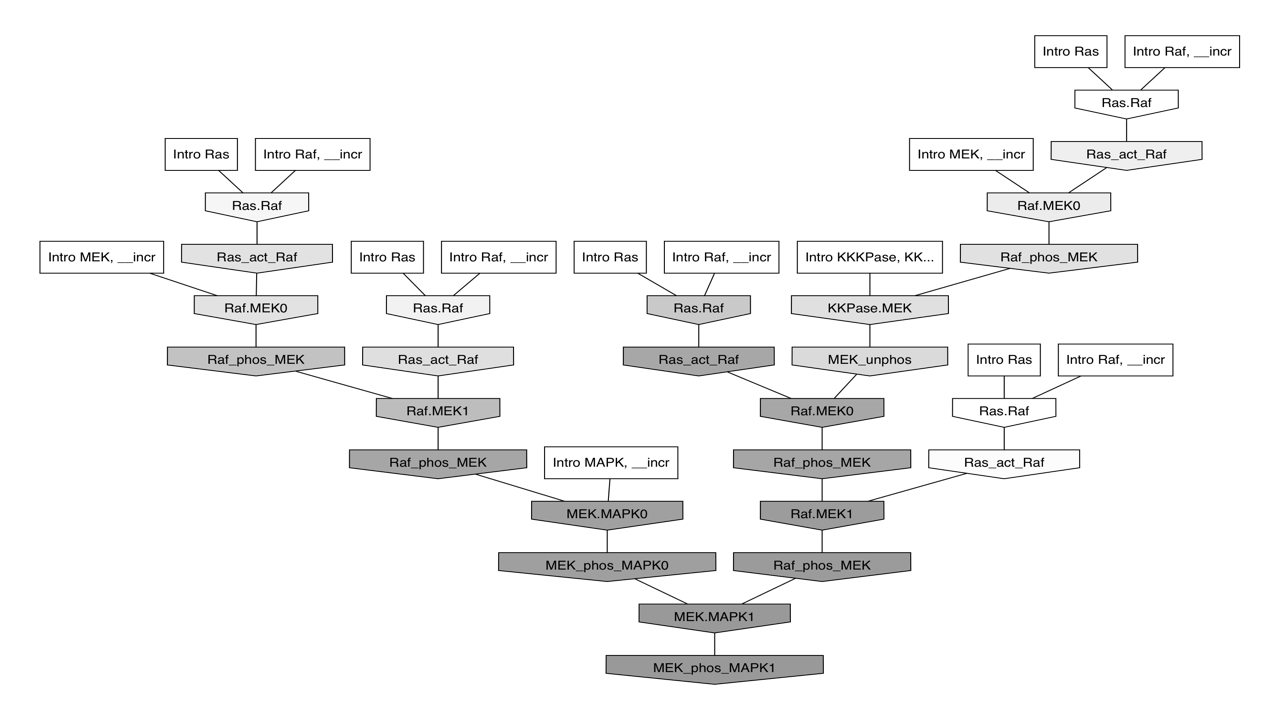 Intro Ras
Intro Raf, __incr
Ras.Raf
Intro Ras
Intro Raf, __incr
Intro MEK, __incr
Ras_act_Raf
Ras.Raf
Raf.MEK0
Intro MEK, __incr
Ras_act_Raf
Intro Ras
Intro Raf, __incr
Intro Ras
Intro Raf, __incr
Intro KKKPase, KK...
Raf_phos_MEK
Raf.MEK0
Ras.Raf
Ras.Raf
KKPase.MEK
Raf_phos_MEK
Ras_act_Raf
Ras_act_Raf
MEK_unphos
Intro Ras
Intro Raf, __incr
Raf.MEK1
Raf.MEK0
Ras.Raf
Raf_phos_MEK
Intro MAPK, __incr
Raf_phos_MEK
Ras_act_Raf
MEK.MAPK0
Raf.MEK1
MEK_phos_MAPK0
Raf_phos_MEK
MEK.MAPK1
MEK_phos_MAPK1